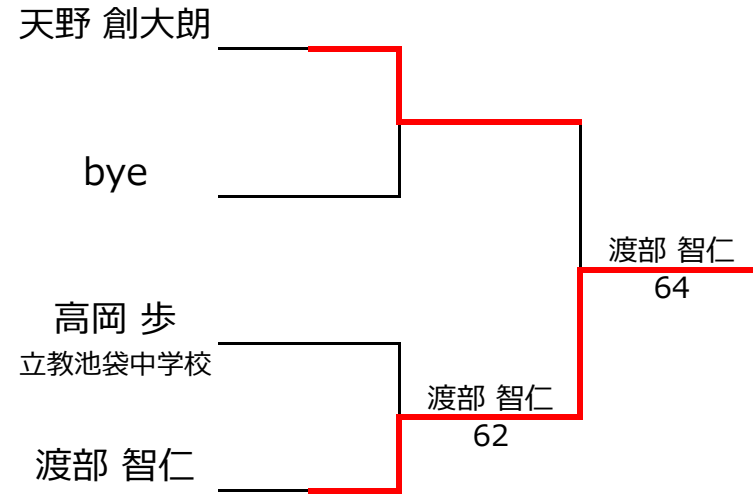 天野 創大朗
bye
渡部 智仁
64
高岡 歩
立教池袋中学校
渡部 智仁
62
渡部 智仁